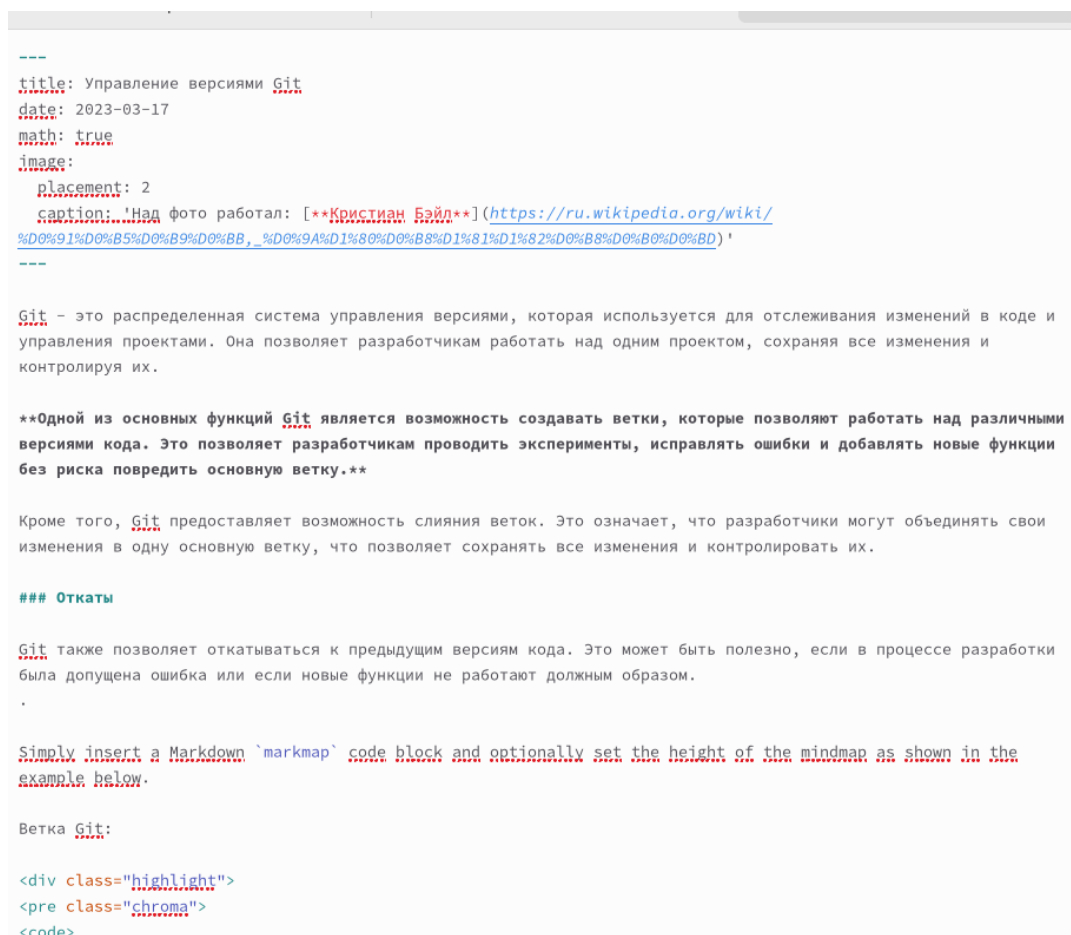 ---
title: Управление версиями Git
date: 2023-03-17
math: true
image:
  placement: 2
  caption: 'Над фото работал: [**Кристиан Бэйл**](https://ru.wikipedia.org/wiki/
%D0%91%D0%B5%D0%B9%D0%BB,_%D0%9A%D1%80%D0%B8%D1%81%D1%82%D0%B8%D0%B0%D0%BD)'
---
Git – это распределенная система управления версиями, которая используется для отслеживания изменений в коде и
управления проектами. Она позволяет разработчикам работать над одним проектом, сохраняя все изменения и
контролируя их.
**Одной из основных функций Git является возможность создавать ветки, которые позволяют работать над различными
версиями кода. Это позволяет разработчикам проводить эксперименты, исправлять ошибки и добавлять новые функции
без риска повредить основную ветку.**
Кроме того, Git предоставляет возможность слияния веток. Это означает, что разработчики могут объединять свои
изменения в одну основную ветку, что позволяет сохранять все изменения и контролировать их.
### Откаты
Git также позволяет откатываться к предыдущим версиям кода. Это может быть полезно, если в процессе разработки
была допущена ошибка или если новые функции не работают должным образом.
.
Simply insert a Markdown `markmap` code block and optionally set the height of the mindmap as shown in the
example below.
Ветка Git:
<div class="highlight">
<pre class="chroma">
<code>